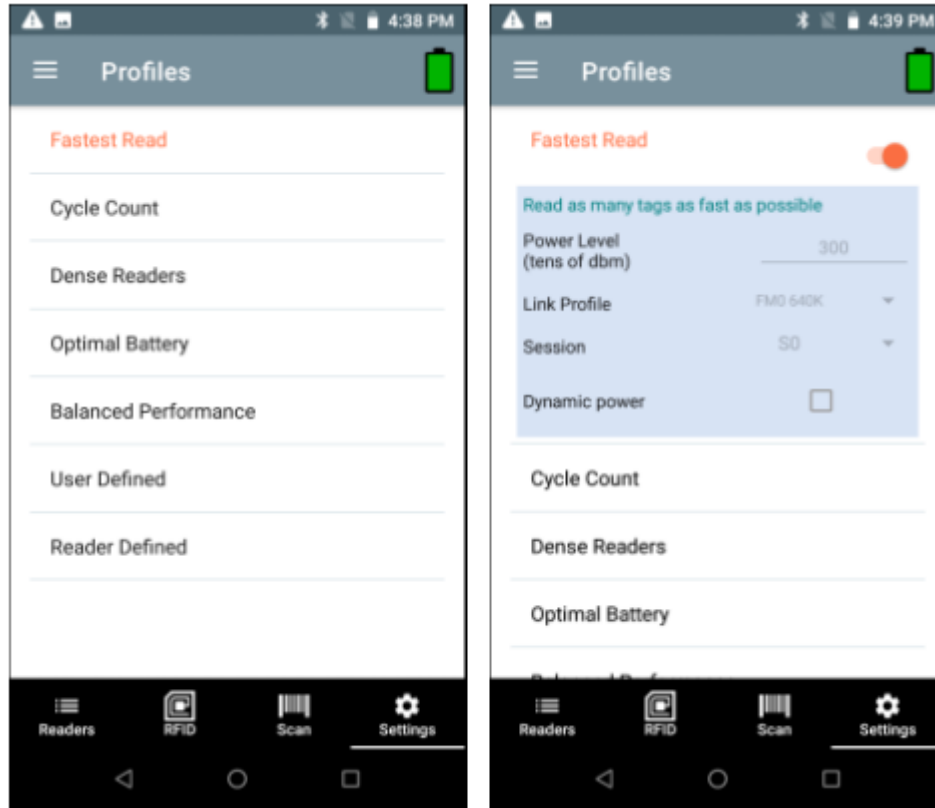 4:38 PM
Profiles
Fastest Read
Cycle Count
Dense Readers
Optimal Battery
Balanced Performance
User Defined
Reader Defined
Readers
RFID
Scan
Settings
4:39 PM
Profiles
Fastest Read
Read as many tags as fast as possible
Power Level
(tens of dbm)
300
Link Profile
FM0 640K
Session
S0
Dynamic power
Cycle Count
Dense Readers
Optimal Battery
Readers
RFID
Scan
Settings